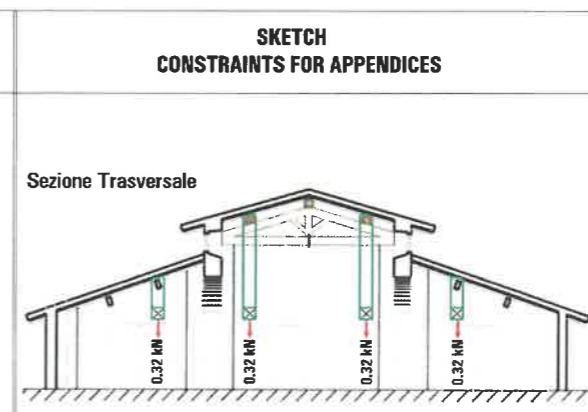 SKETCH
CONSTRAINTS FOR APPENDICES
Sezione Trasversale
0.32 kN
0.32 kN
0.32 kN
0.32 kN